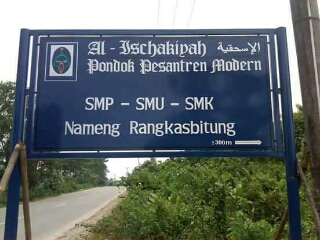 Al - Ischakiyah الإسحقية
Pondok Pesantren Modern
SMP - SMU - SMK
Nameng Rangkasbitung
±300m